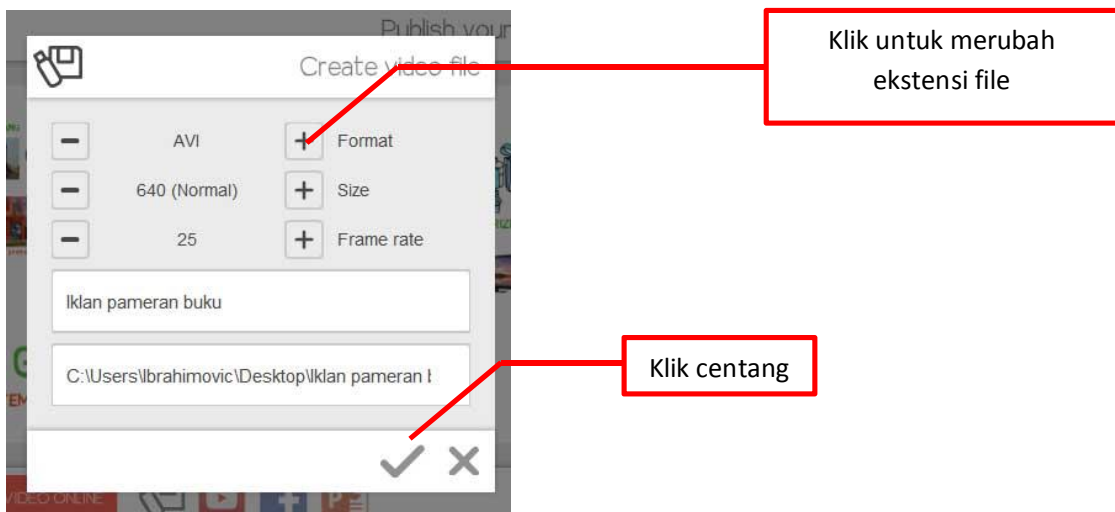 Publish your
Create video file
Klik untuk merubah
ekstensi file
AVI
Format
640 (Normal)
Size
25
Frame rate
Iklan pameran buku
C:\Users\Ibrahimovic\Desktop\Iklan pameran b
Klik centang
VIDEO ONLINE